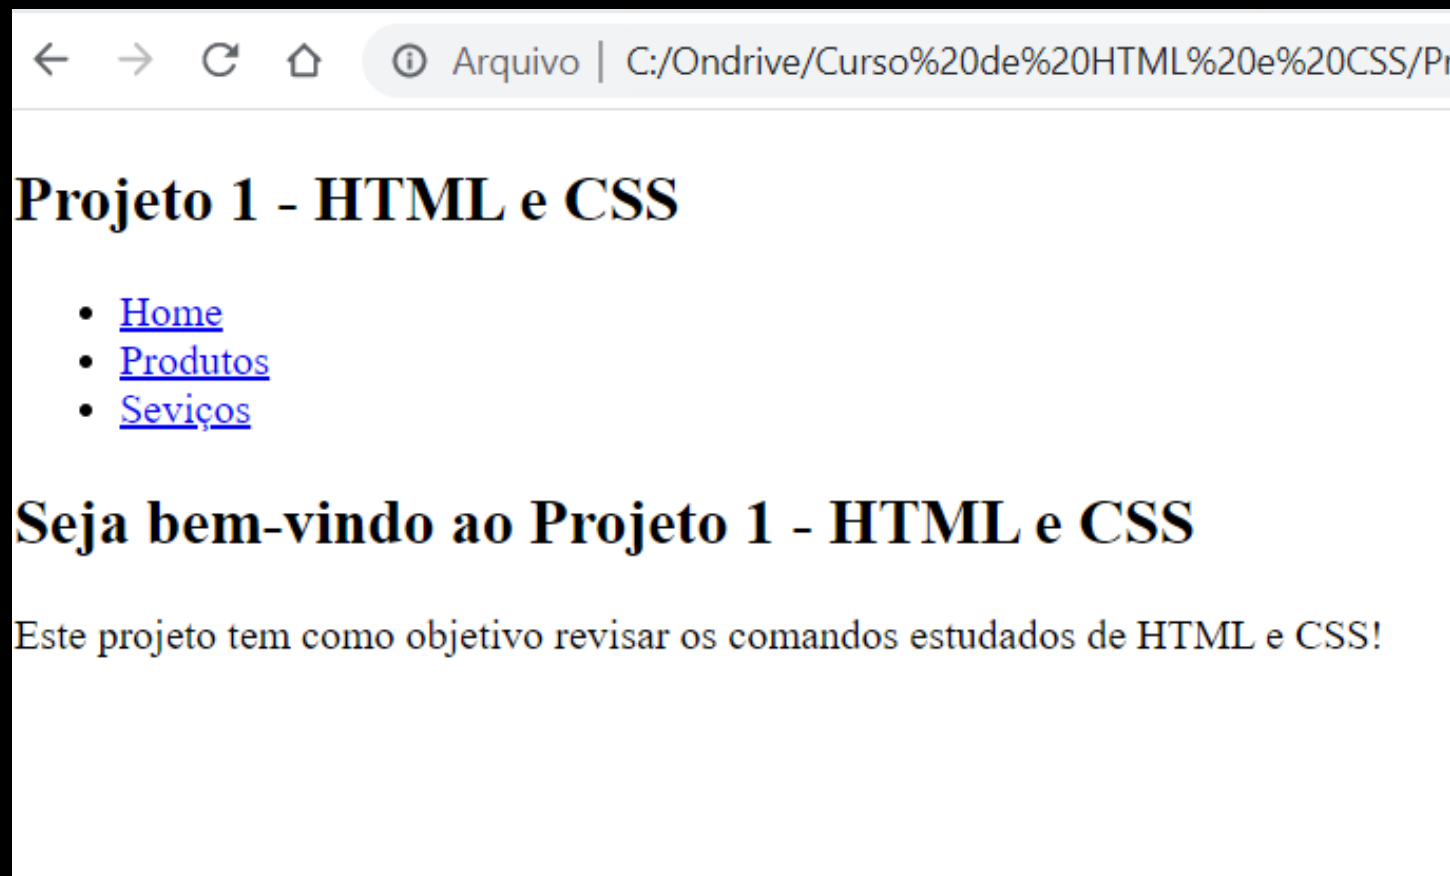 Arquivo | C:/Ondrive/Curso%20de%20HTML%20e%20CSS/Pr
Projeto 1 - HTML e CSS
• Home
• Produtos
• Seviços
Seja bem-vindo ao Projeto 1 - HTML e CSS
Este projeto tem como objetivo revisar os comandos estudados de HTML e CSS!